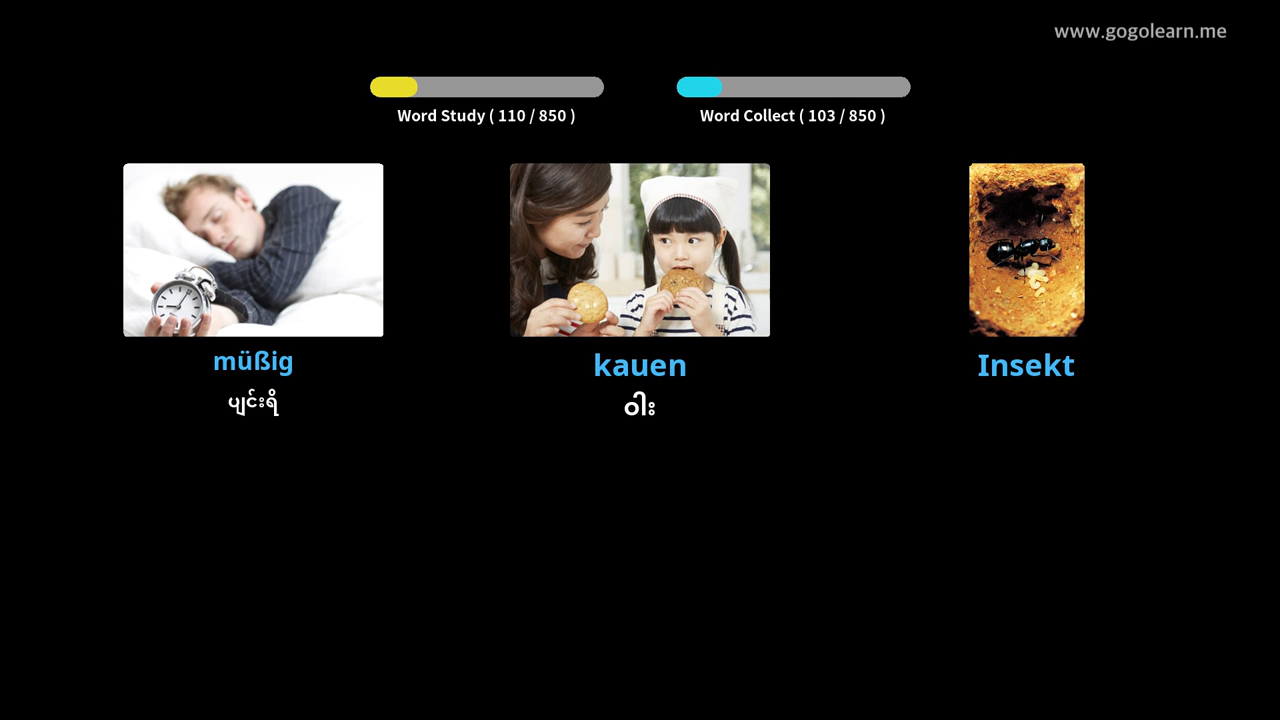 www.gogolearn.me
Word Study ( 110 / 850 )
Word Collect ( 103 / 850 )
müßig
ပျင်းရိ
kauen
ဝါး
Insekt